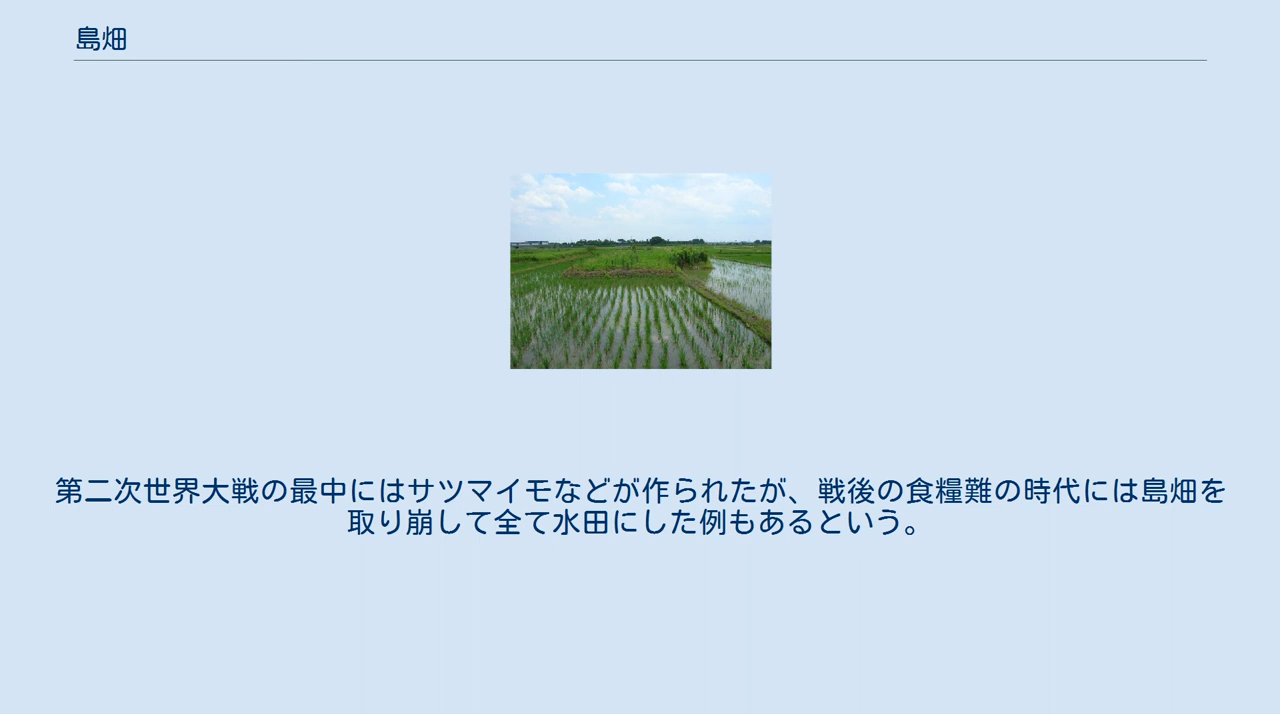 島畑
第二次世界大戦の最中にはサツマイモなどが作られたが、戦後の食糧難の時代には島畑を
取り崩して全て水田にした例もあるという。